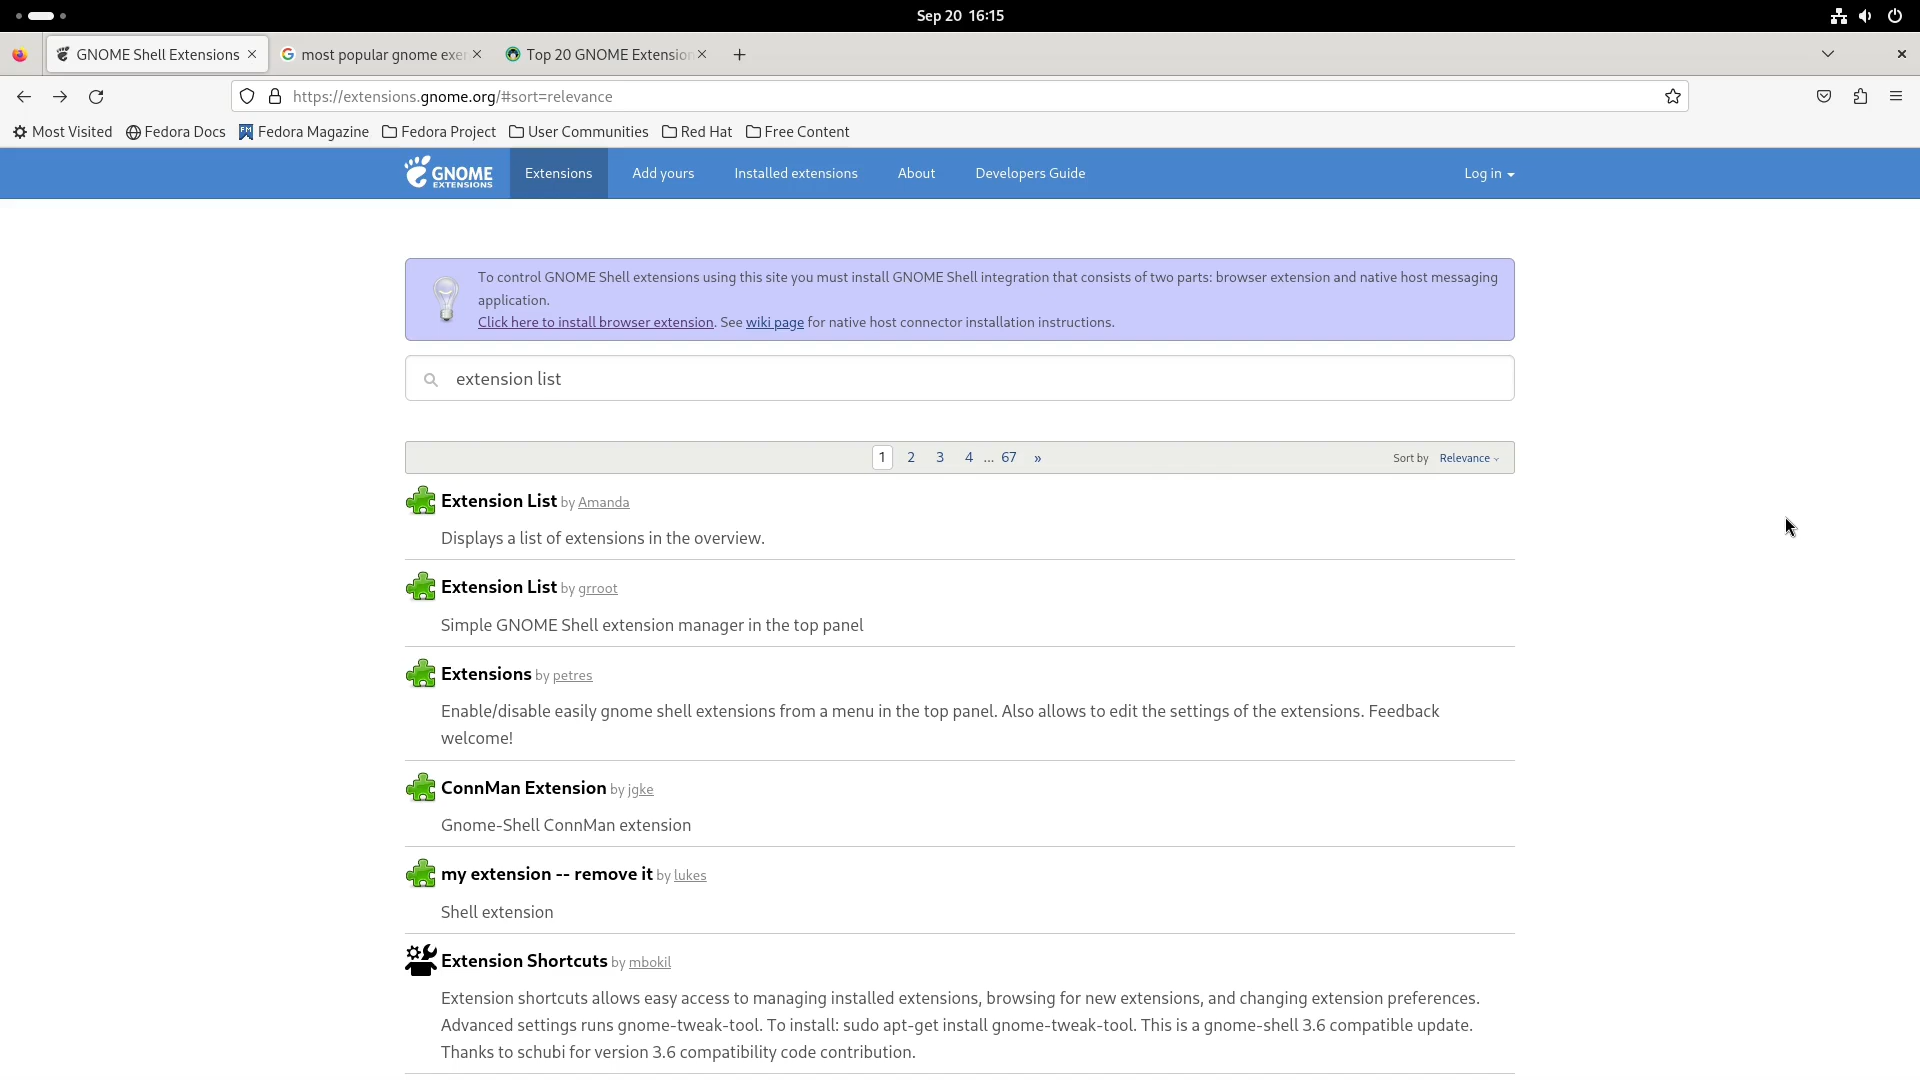 Sep 20 16:15
GNOME Shell Extensions
most popular gnome exe
Top 20 GNOME Extension
https://extensions.gnome.org/#sort=relevance
Most Visited
Fedora Docs
Fedora Magazine
Fedora Project
User Communities
Red Hat
Free Content
GNOME
EXTENSIONS
Extensions
Add yours
Installed extensions
About
Developers Guide
Log in
To control GNOME Shell extensions using this site you must install GNOME Shell integration that consists of two parts: browser extension and native host messaging
application.
Click here to install browser extension. See wiki page for native host connector installation instructions.
extension list
1 2 3 4 ... 67 »
Sort by Relevance
Extension List by Amanda
Displays a list of extensions in the overview.
Extension List by grroot
Simple GNOME Shell extension manager in the top panel
Extensions by petres
Enable/disable easily gnome shell extensions from a menu in the top panel. Also allows to edit the settings of the extensions. Feedback
welcome!
ConnMan Extension by jgke
Gnome-Shell ConnMan extension
my extension -- remove it by lukes
Shell extension
Extension Shortcuts by mbokil
Extension shortcuts allows easy access to managing installed extensions, browsing for new extensions, and changing extension preferences.
Advanced settings runs gnome-tweak-tool. To install: sudo apt-get install gnome-tweak-tool. This is a gnome-shell 3.6 compatible update.
Thanks to schubi for version 3.6 compatibility code contribution.